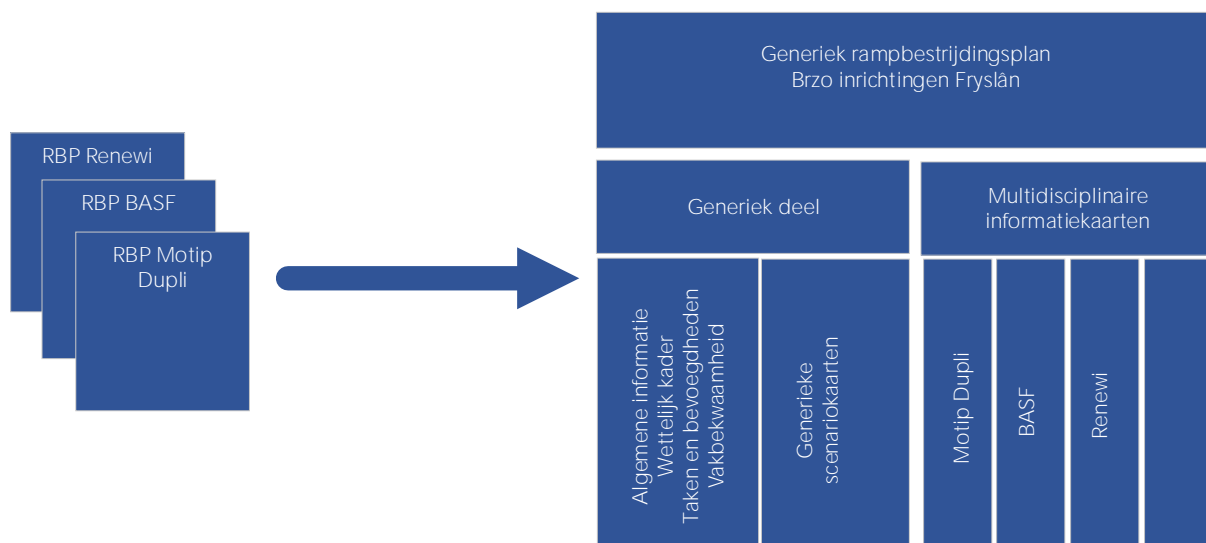 RBP Renewi
RBP BASF
RBP Motip
Dupli
Generiek rampbestrijdingsplan
Brzo inrichtingen Fryslân
Generiek deel
Multidisciplinaire
informatiekaarten
Algemene informatie
Wettelijk kader
Taken en bevoegdheden
Vakbekwaamheid
Generieke
scenariokaarten
Motip Dupli
BASF
Renewi